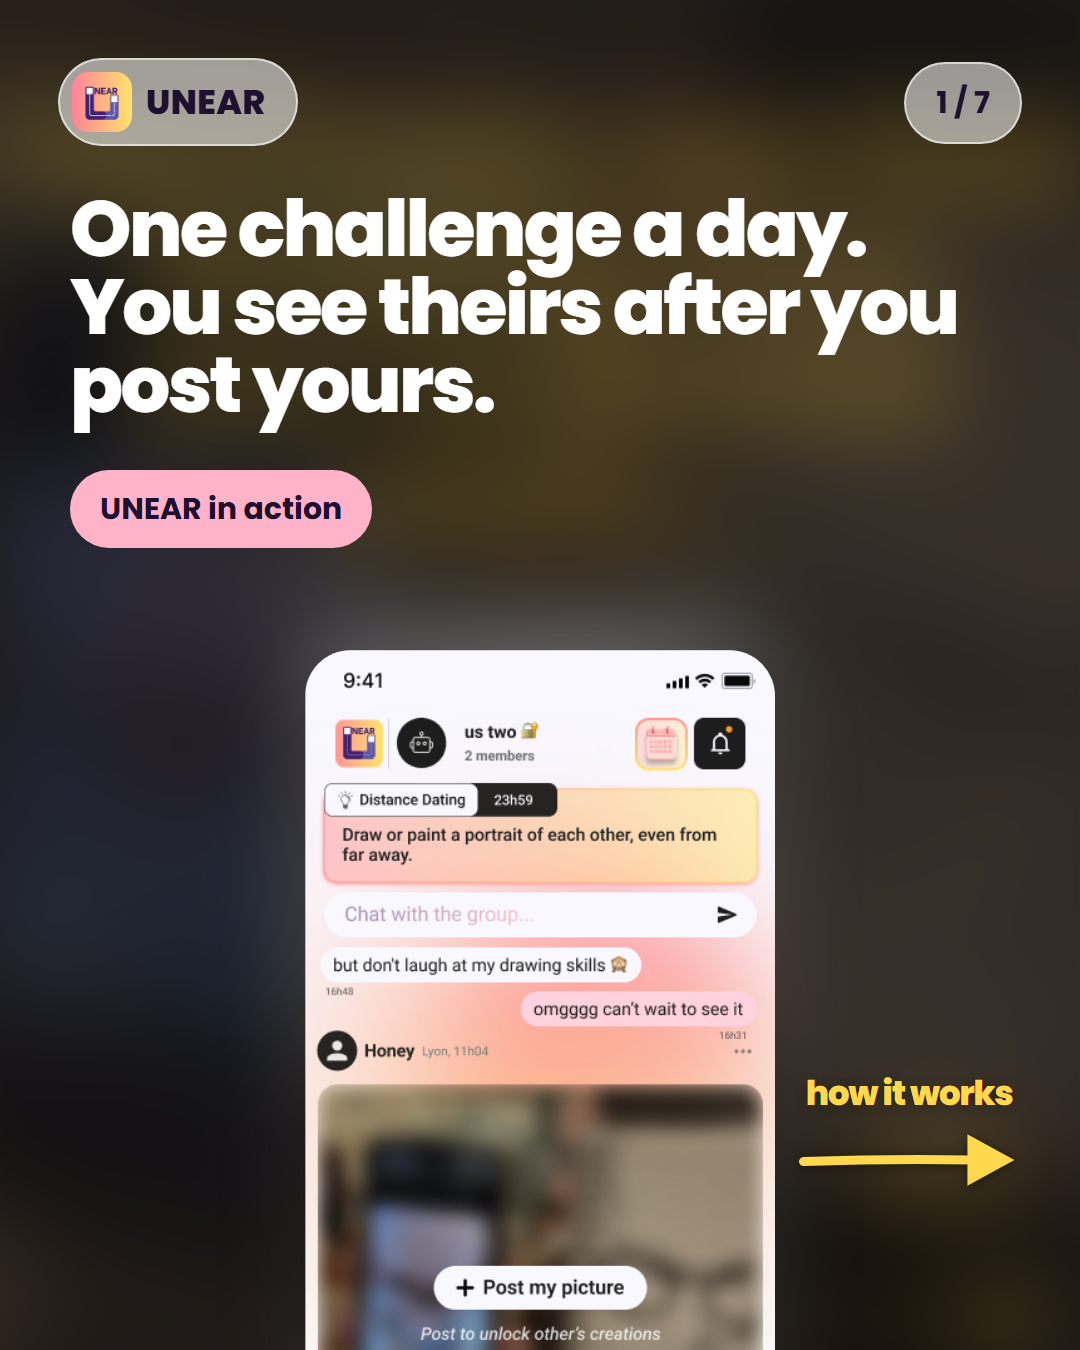 UNEAR
UNEAR
1 / 7
One challenge a day.
You see theirs after you
post yours.
UNEAR in action
9:41
UNEAR
us two 🔐
2 members
Distance Dating
23h59
Draw or paint a portrait of each other, even from
far away.
Chat with the group...
but don't laugh at my drawing skills 🙈
16h48
omgggg can't wait to see it
16h31
Honey Lyon, 11h04
how it works
+ Post my picture
Post to unlock other's creations